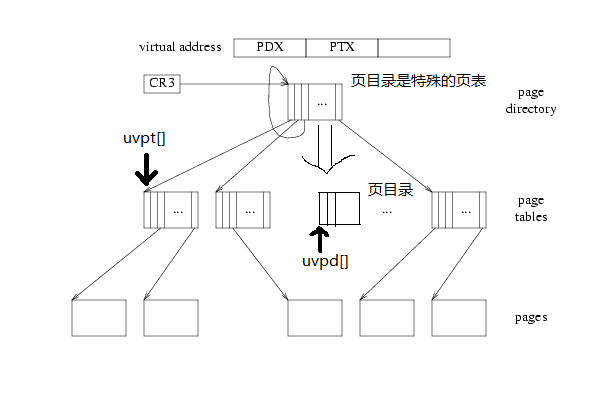 virtual address
PDX
PTX
CR3
页目录是特殊的页表
...
page
directory
uvpt[]
页目录
...
...
...
...
page
tables
uvpd[]
pages